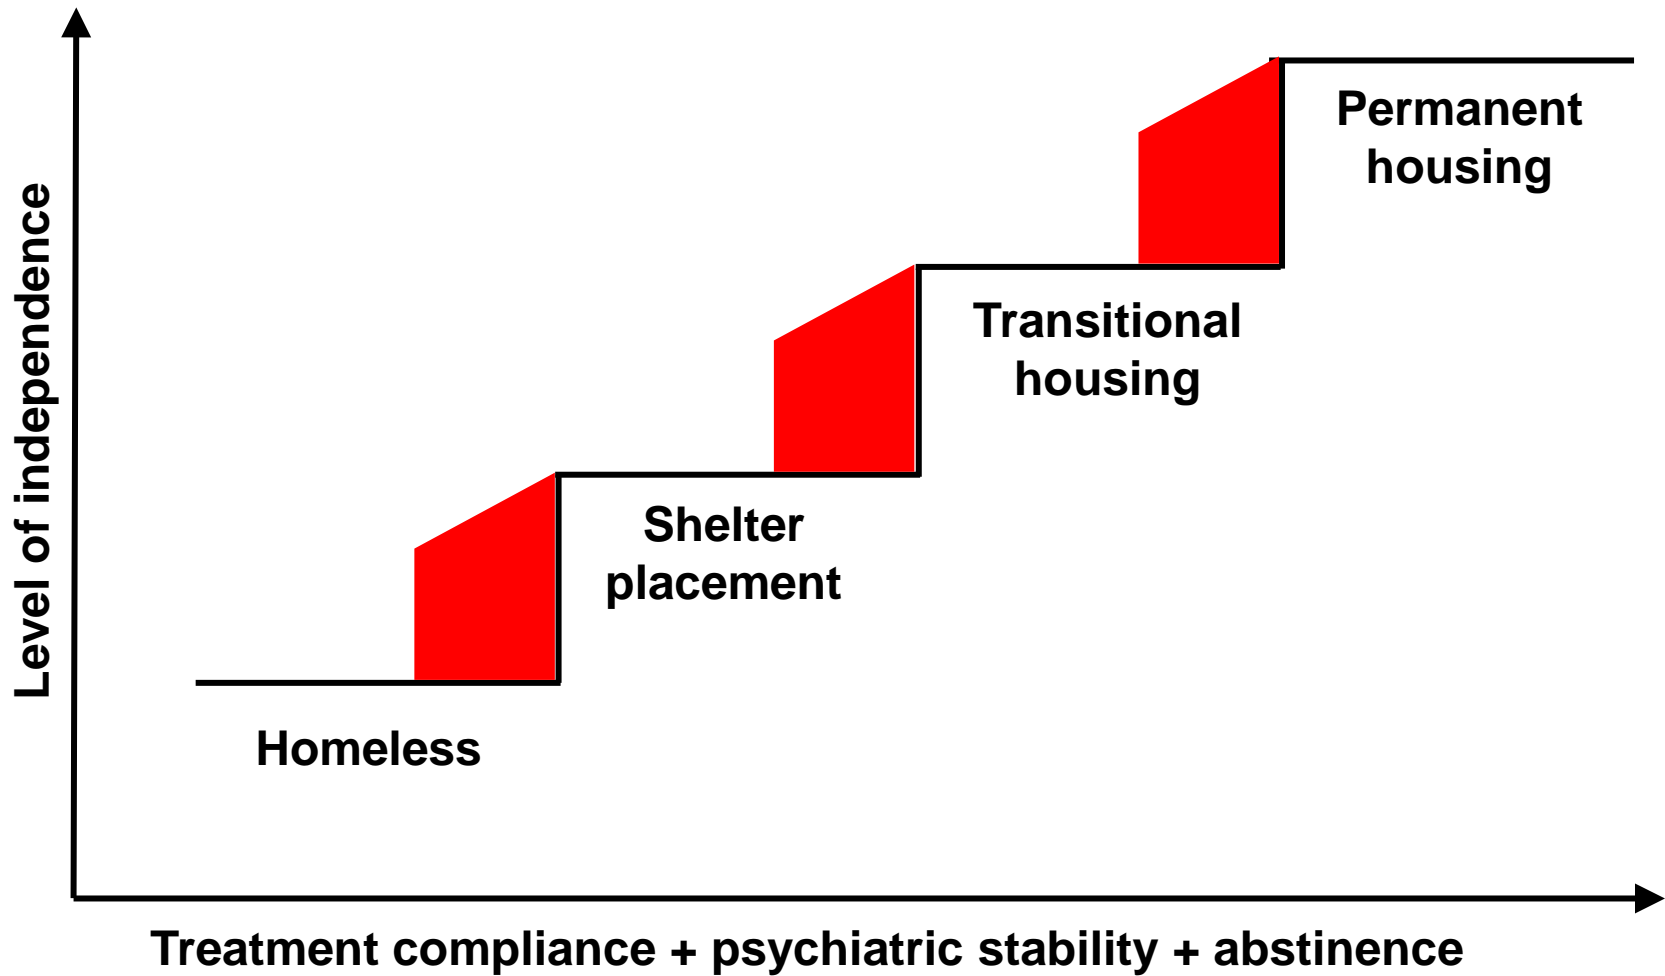 Level of independence
Permanent
housing
Transitional
housing
Shelter
placement
Homeless
Treatment compliance + psychiatric stability + abstinence